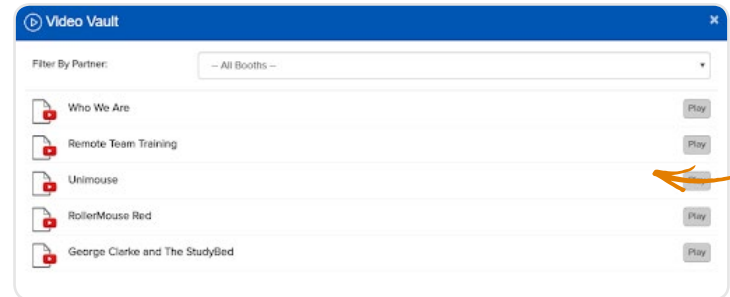 Video Vault
×
Filter By Partner: -- All Booths --
Who We Are Play
Remote Team Training Play
Unimouse Play
RollerMouse Red Play
George Clarke and The StudyBed Play